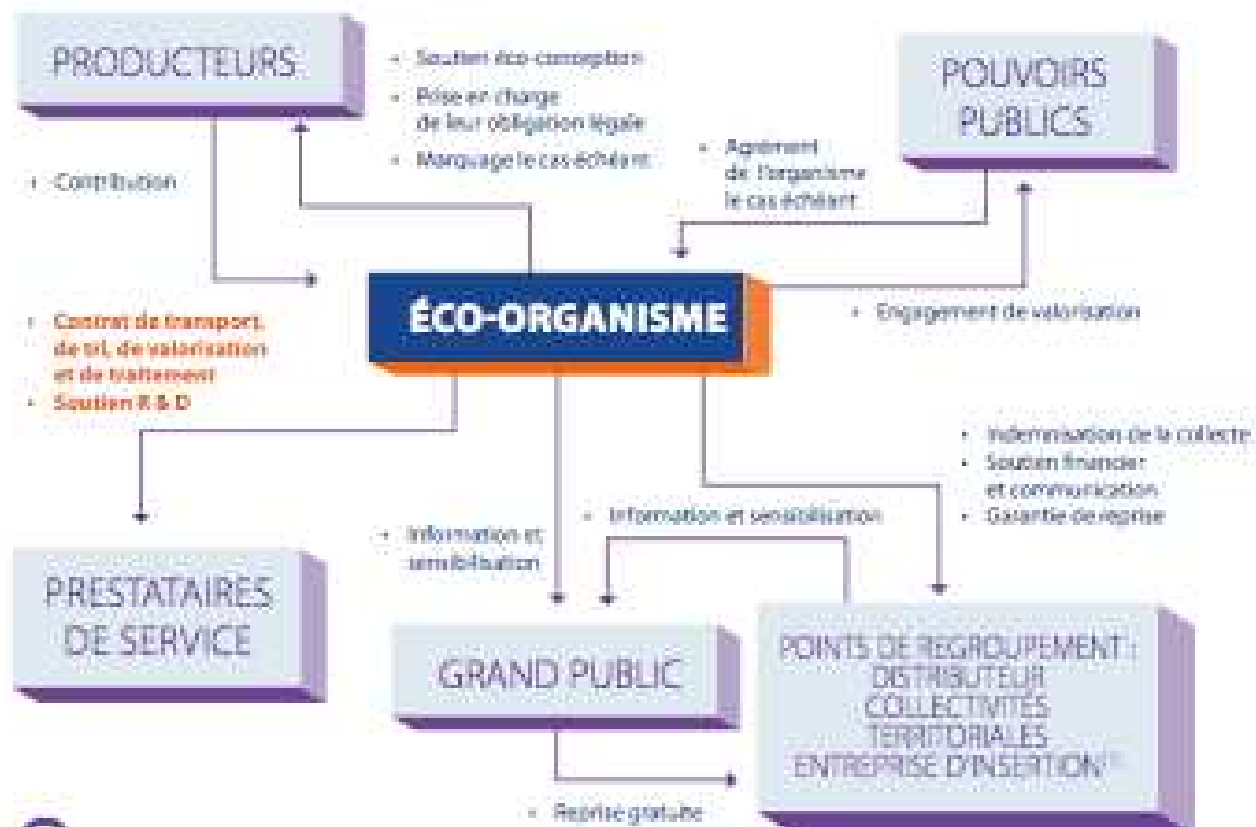 PRODUCTEURS
• Soutien éco-conception
• Prise en charge
de leur obligation légale
• Marquage le cas échéant
POUVOIRS
PUBLICS
• Contribution
• Agrément
de l'organisme
le cas échéant
ÉCO-ORGANISME
• Engagement de valorisation
• Contrat de transport,
de tri, de valorisation
et de traitement
• Soutien R & D
• Indemnisation de la collecte
• Soutien financier
et communication
• Garantie de reprise
• Information et sensibilisation
• Information et
sensibilisation
PRESTATAIRES
DE SERVICE
GRAND PUBLIC
POINTS DE REGROUPEMENT :
DISTRIBUTEUR
COLLECTIVITÉS
TERRITORIALES
ENTREPRISE D'INSERTION
• Reprise gratuite